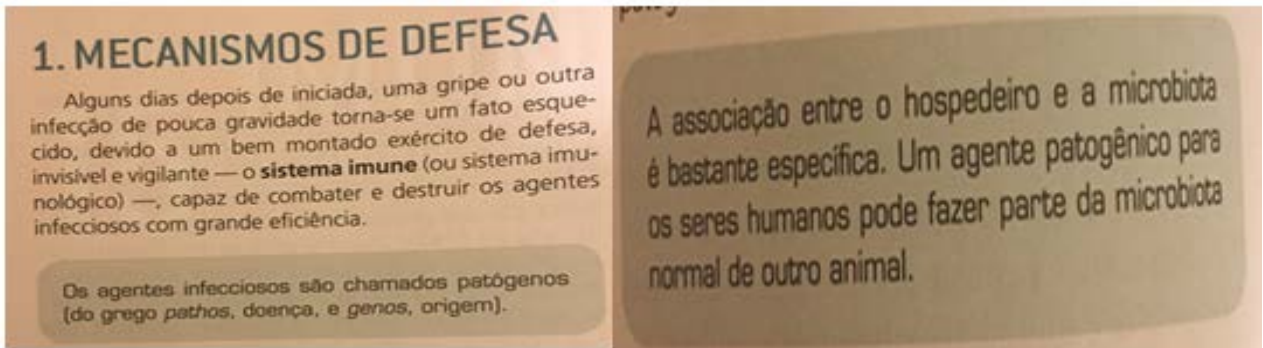 1. MECANISMOS DE DEFESA
Alguns dias depois de iniciada, uma gripe ou outra
infecção de pouca gravidade torna-se um fato esque-
cido, devido a um bem montado exército de defesa,
invisível e vigilante — o sistema imune (ou sistema imu-
nológico) —, capaz de combater e destruir os agentes
infecciosos com grande eficiência.
Os agentes infecciosos são chamados patógenos
(do grego pathos, doença, e genos, origem).
A associação entre o hospedeiro e a microbiota
é bastante específica. Um agente patogênico para
os seres humanos pode fazer parte da microbiota
normal de outro animal.